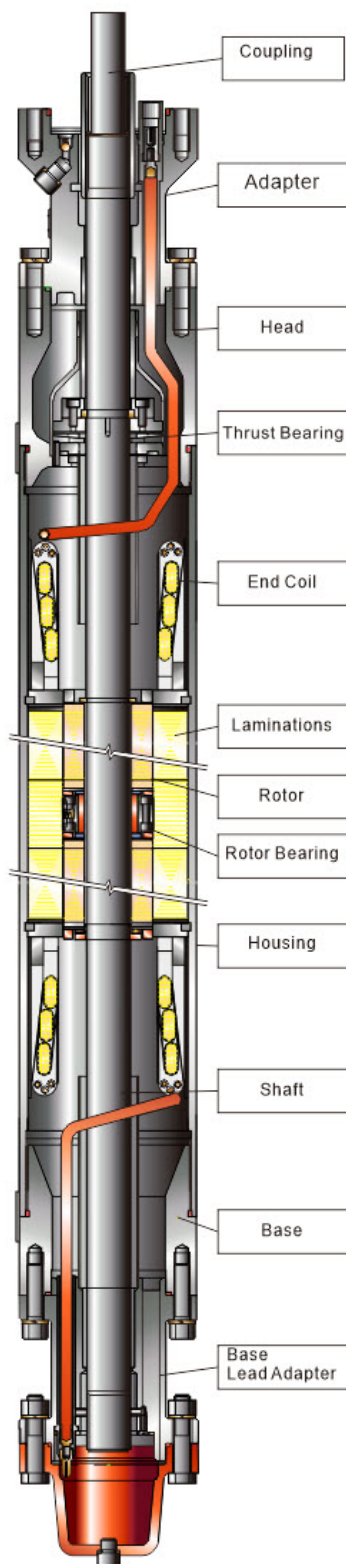 Coupling
Adapter
Head
Thrust Bearing
End Coil
Laminations
Rotor
Rotor Bearing
Housing
Shaft
Base
Base
Lead Adapter